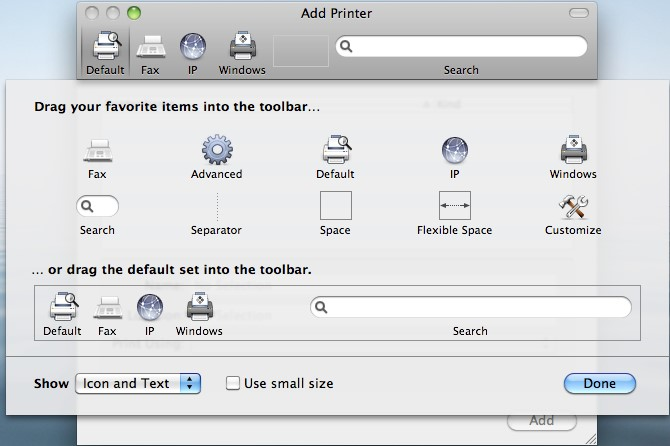 Add Printer
Default Fax IP Windows Search
Drag your favorite items into the toolbar...
Fax Advanced Default IP Windows
Search Separator Space Flexible Space Customize
... or drag the default set into the toolbar.
Default Fax IP Windows Search
Print Using:
Show Icon and Text Use small size Done
Add